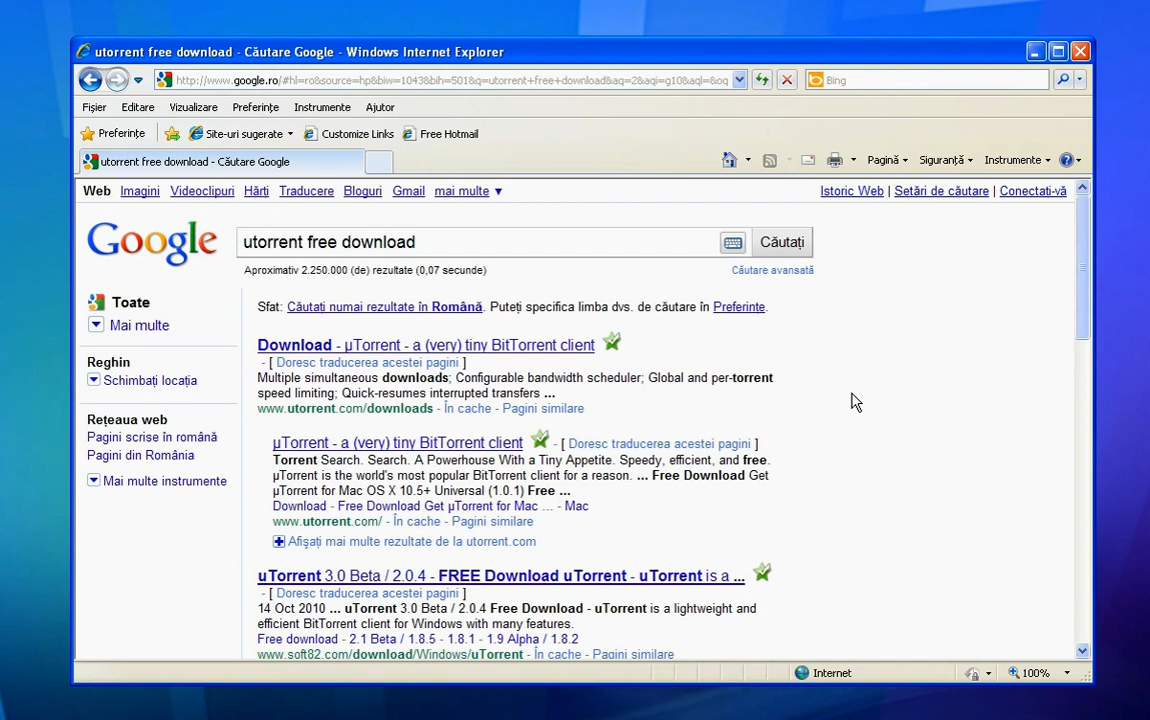 utorrent free download - Căutare Google - Windows Internet Explorer
http://www.google.ro/#hl=ro&source=hp&biw=1043&bih=501&q=utorrent+free+download&aq=2&aqi=g10&aql=&oq
Bing
Fișier Editare Vizualizare Preferințe Instrumente Ajutor
Preferințe Site-uri sugerate Customize Links Free Hotmail
utorrent free download - Căutare Google
Pagină Siguranță Instrumente
Web Imagini Videoclipuri Hărți Traducere Bloguri Gmail mai multe ▼
Istoric Web | Setări de căutare | Conectați-vă
Google
utorrent free download
Căutați
Aproximativ 2.250.000 (de) rezultate (0,07 secunde)
Căutare avansată
Toate
Mai multe
Reghin
Schimbați locația
Rețeaua web
Pagini scrise în română
Pagini din România
Mai multe instrumente
Sfat: Căutați numai rezultate în Română. Puteți specifica limba dvs. de căutare în Preferinte.
Download - µTorrent - a (very) tiny BitTorrent client
- [ Doresc traducerea acestei pagini ]
Multiple simultaneous downloads; Configurable bandwidth scheduler; Global and per-torrent
speed limiting; Quick-resumes interrupted transfers ...
www.utorrent.com/downloads - În cache - Pagini similare
µTorrent - a (very) tiny BitTorrent client - [ Doresc traducerea acestei pagini ]
Torrent Search. Search. A Powerhouse With a Tiny Appetite. Speedy, efficient, and free.
µTorrent is the world's most popular BitTorrent client for a reason. ... Free Download Get
µTorrent for Mac OS X 10.5+ Universal (1.0.1) Free ...
Download - Free Download Get µTorrent for Mac ... - Mac
www.utorrent.com/ - În cache - Pagini similare
Afişaţi mai multe rezultate de la utorrent.com
uTorrent 3.0 Beta / 2.0.4 - FREE Download uTorrent - uTorrent is a ...
- [ Doresc traducerea acestei pagini ]
14 Oct 2010 ... uTorrent 3.0 Beta / 2.0.4 Free Download - uTorrent is a lightweight and
efficient BitTorrent client for Windows with many features.
Free download - 2.1 Beta / 1.8.5 - 1.8.1 - 1.9 Alpha / 1.8.2
www.soft82.com/download/Windows/uTorrent - În cache - Pagini similare
Internet
100%